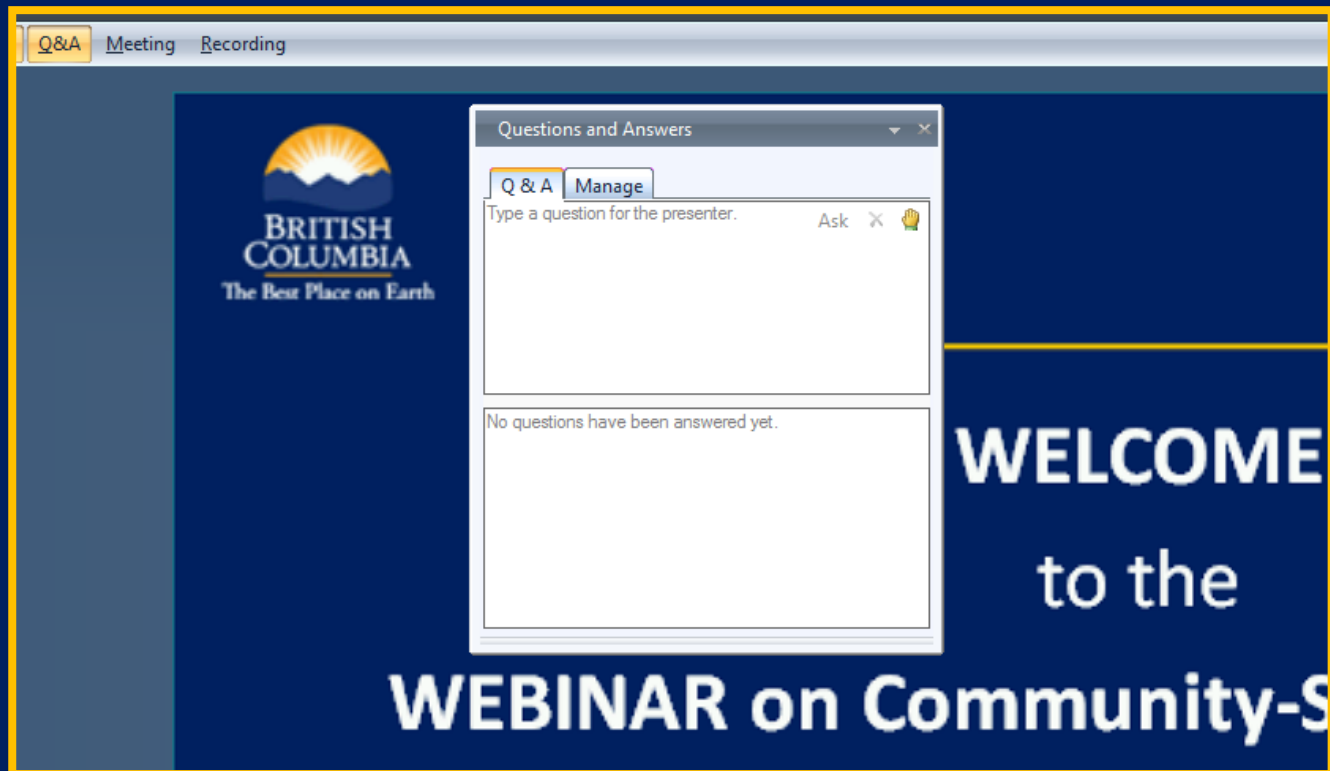 Q&A Meeting Recording
BRITISH
COLUMBIA
The Best Place on Earth
Questions and Answers
Q & A Manage
Type a question for the presenter. Ask
No questions have been answered yet.
WELCOME
to the
WEBINAR on Community-S